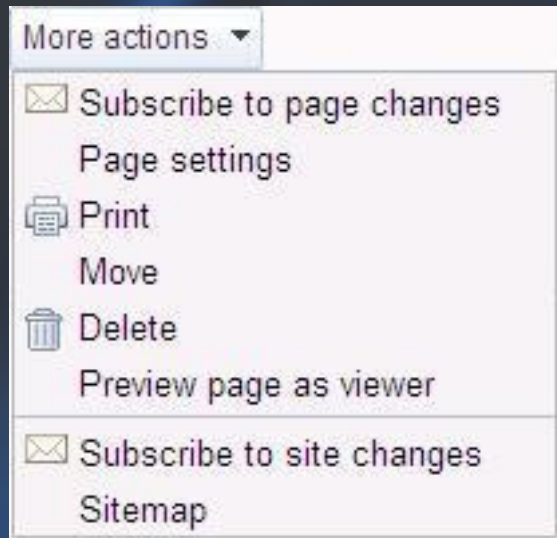 More actions
Subscribe to page changes
Page settings
Print
Move
Delete
Preview page as viewer
Subscribe to site changes
Sitemap